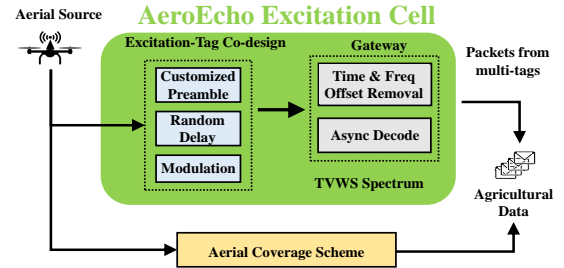 AeroEcho Excitation Cell
Aerial Source
Excitation-Tag Co-design
Customized
Preamble
Random
Delay
Modulation
Gateway
Time & Freq
Offset Removal
Async Decode
TVWS Spectrum
Packets from
multi-tags
Agricultural
Data
Aerial Coverage Scheme